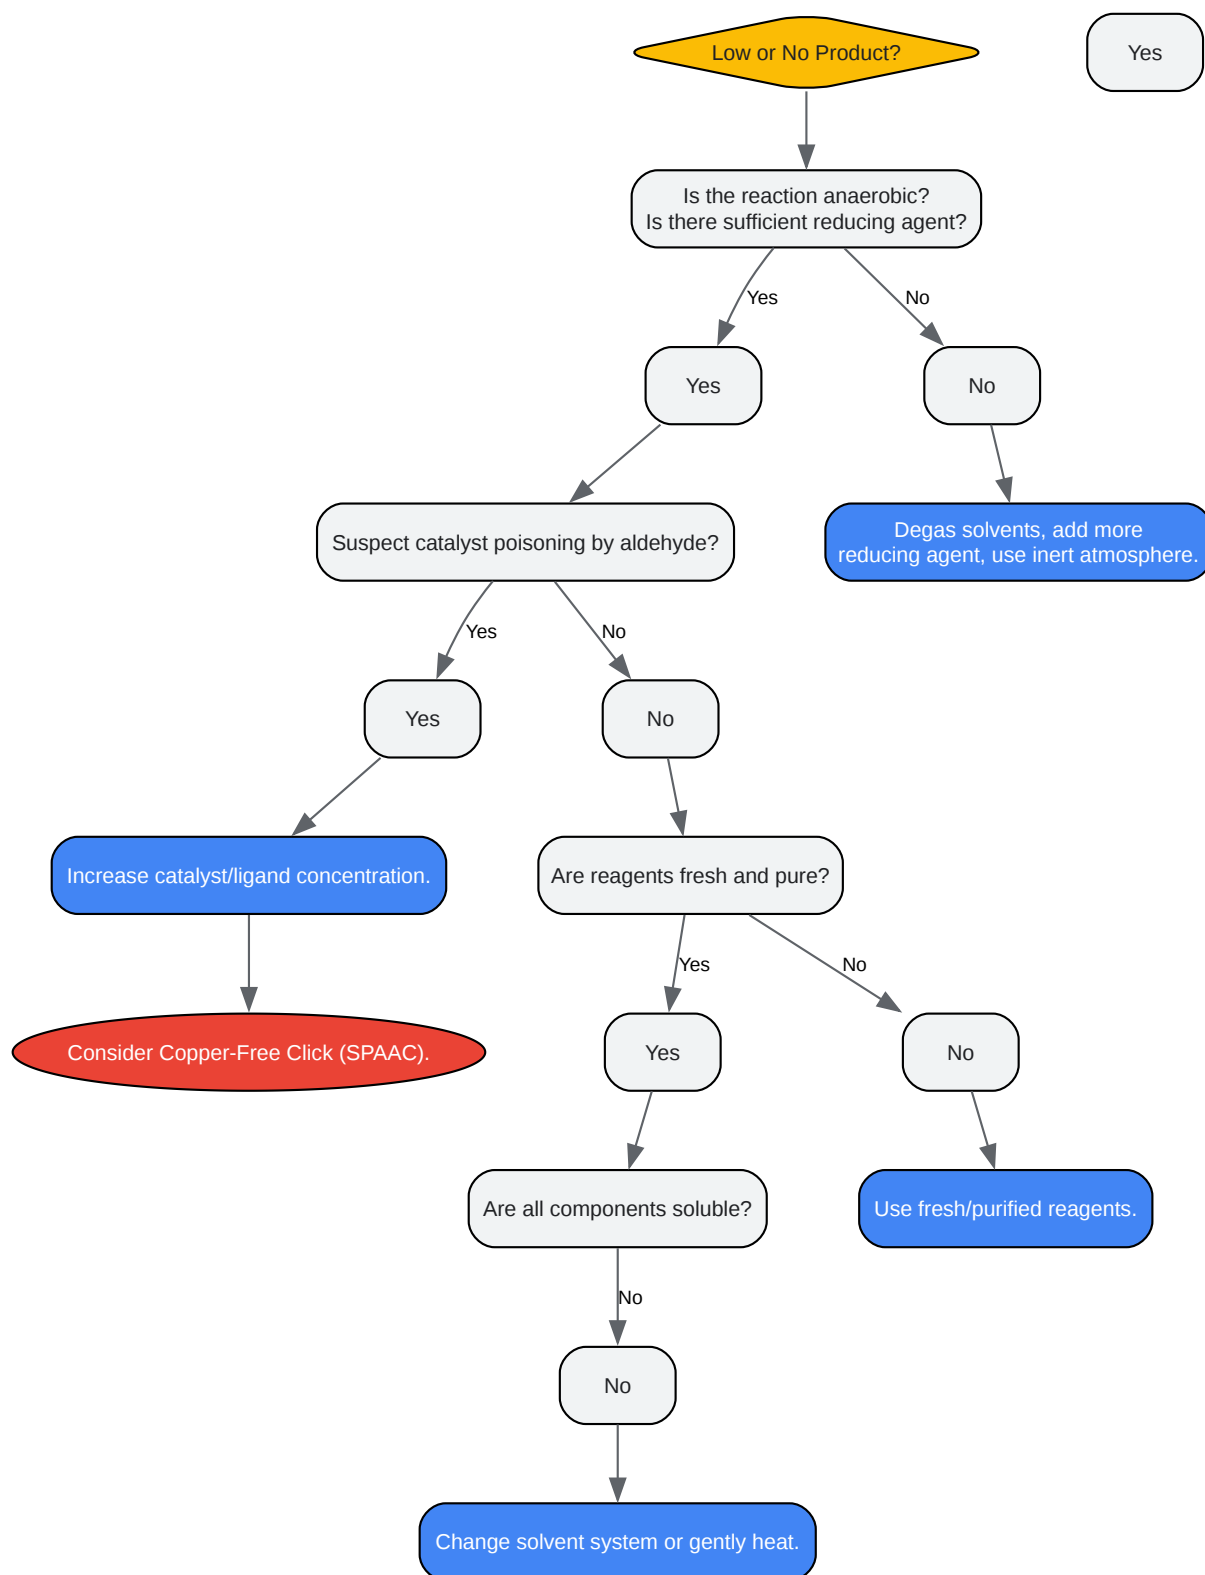 Low or No Product?
Yes
Is the reaction anaerobic?
Is there sufficient reducing agent?
Yes
No
Yes
No
Suspect catalyst poisoning by aldehyde?
Degas solvents, add more
reducing agent, use inert atmosphere.
Yes
No
Yes
No
Increase catalyst/ligand concentration.
Are reagents fresh and pure?
Yes
No
Consider Copper-Free Click (SPAAC).
Yes
No
Are all components soluble?
Use fresh/purified reagents.
No
No
Change solvent system or gently heat.